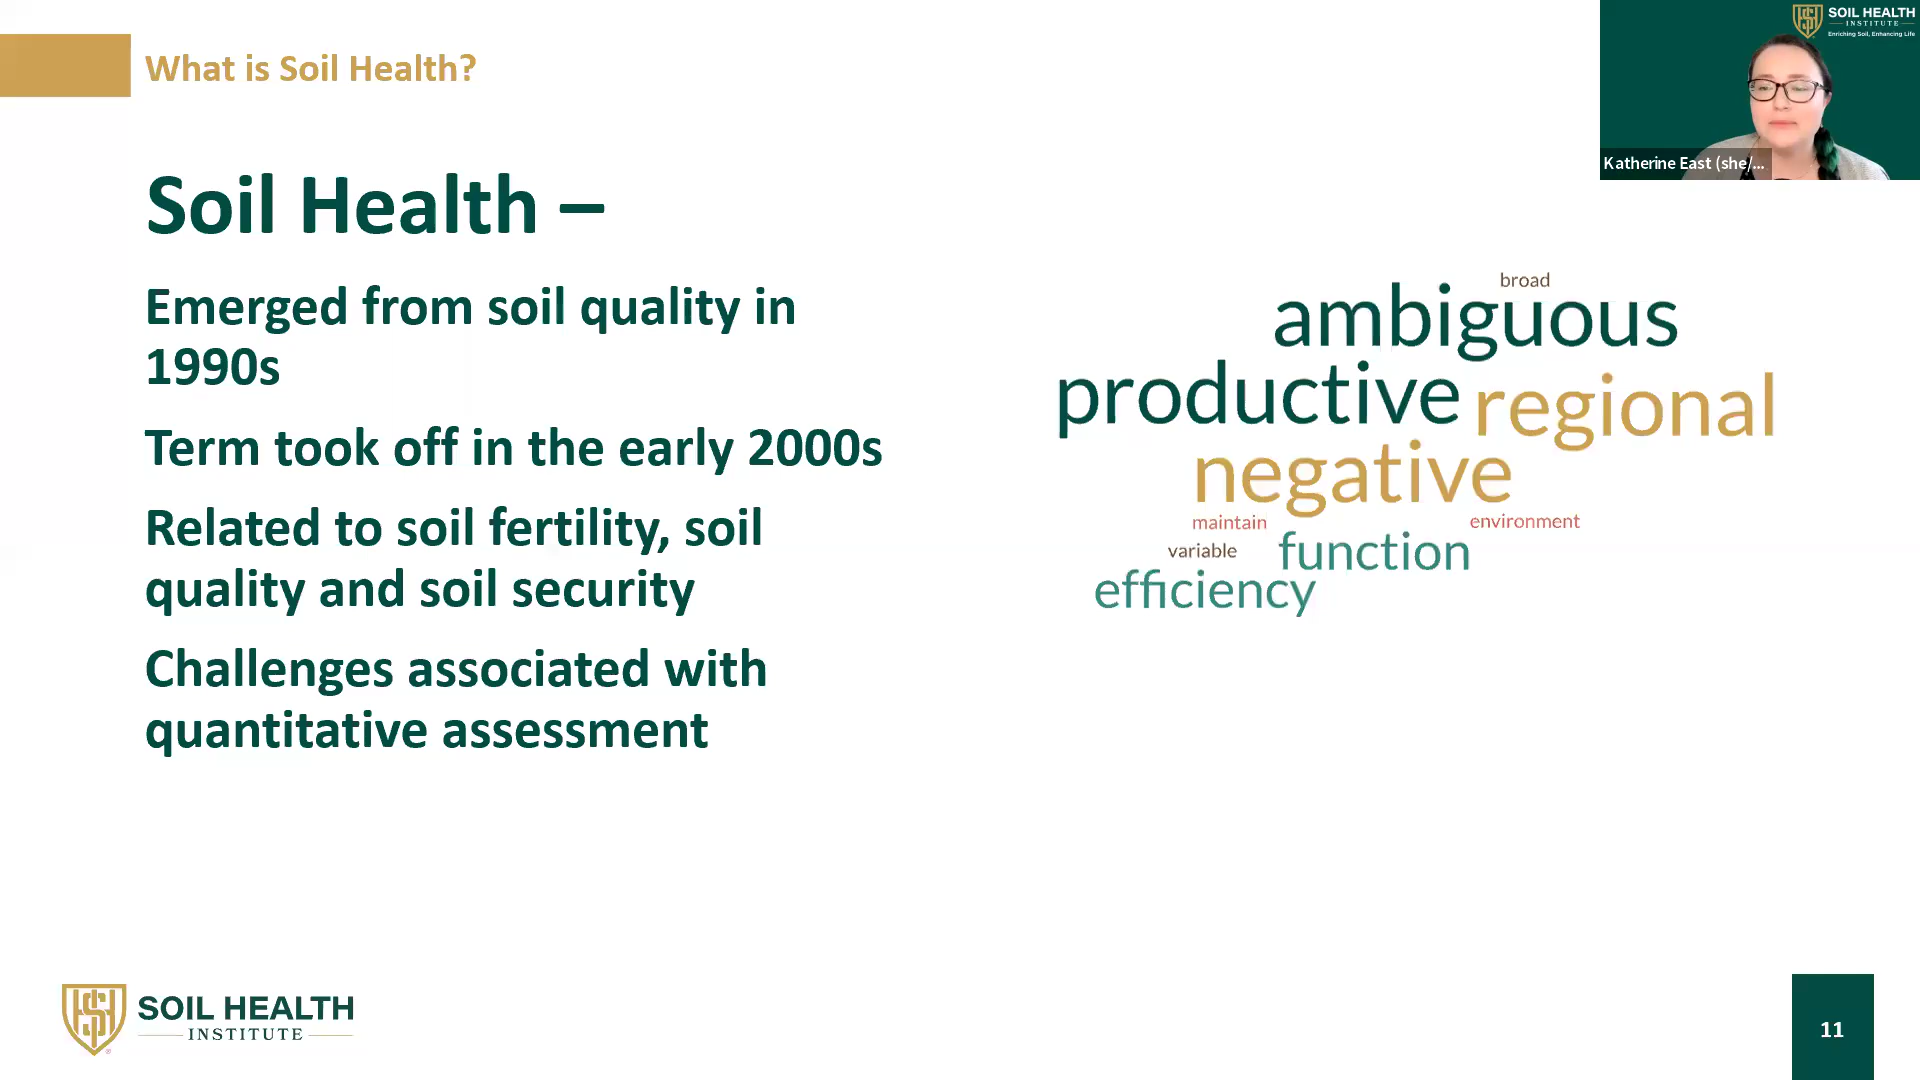 What is Soil Health?
SOIL HEALTH
INSTITUTE
Enriching Soil, Enhancing Life
Katherine East (she/...
Soil Health –
Emerged from soil quality in
1990s
Term took off in the early 2000s
Related to soil fertility, soil
quality and soil security
Challenges associated with
quantitative assessment
broad
ambiguous
productive
regional
negative
maintain
environment
variable
function
efficiency
SOIL HEALTH
INSTITUTE
11